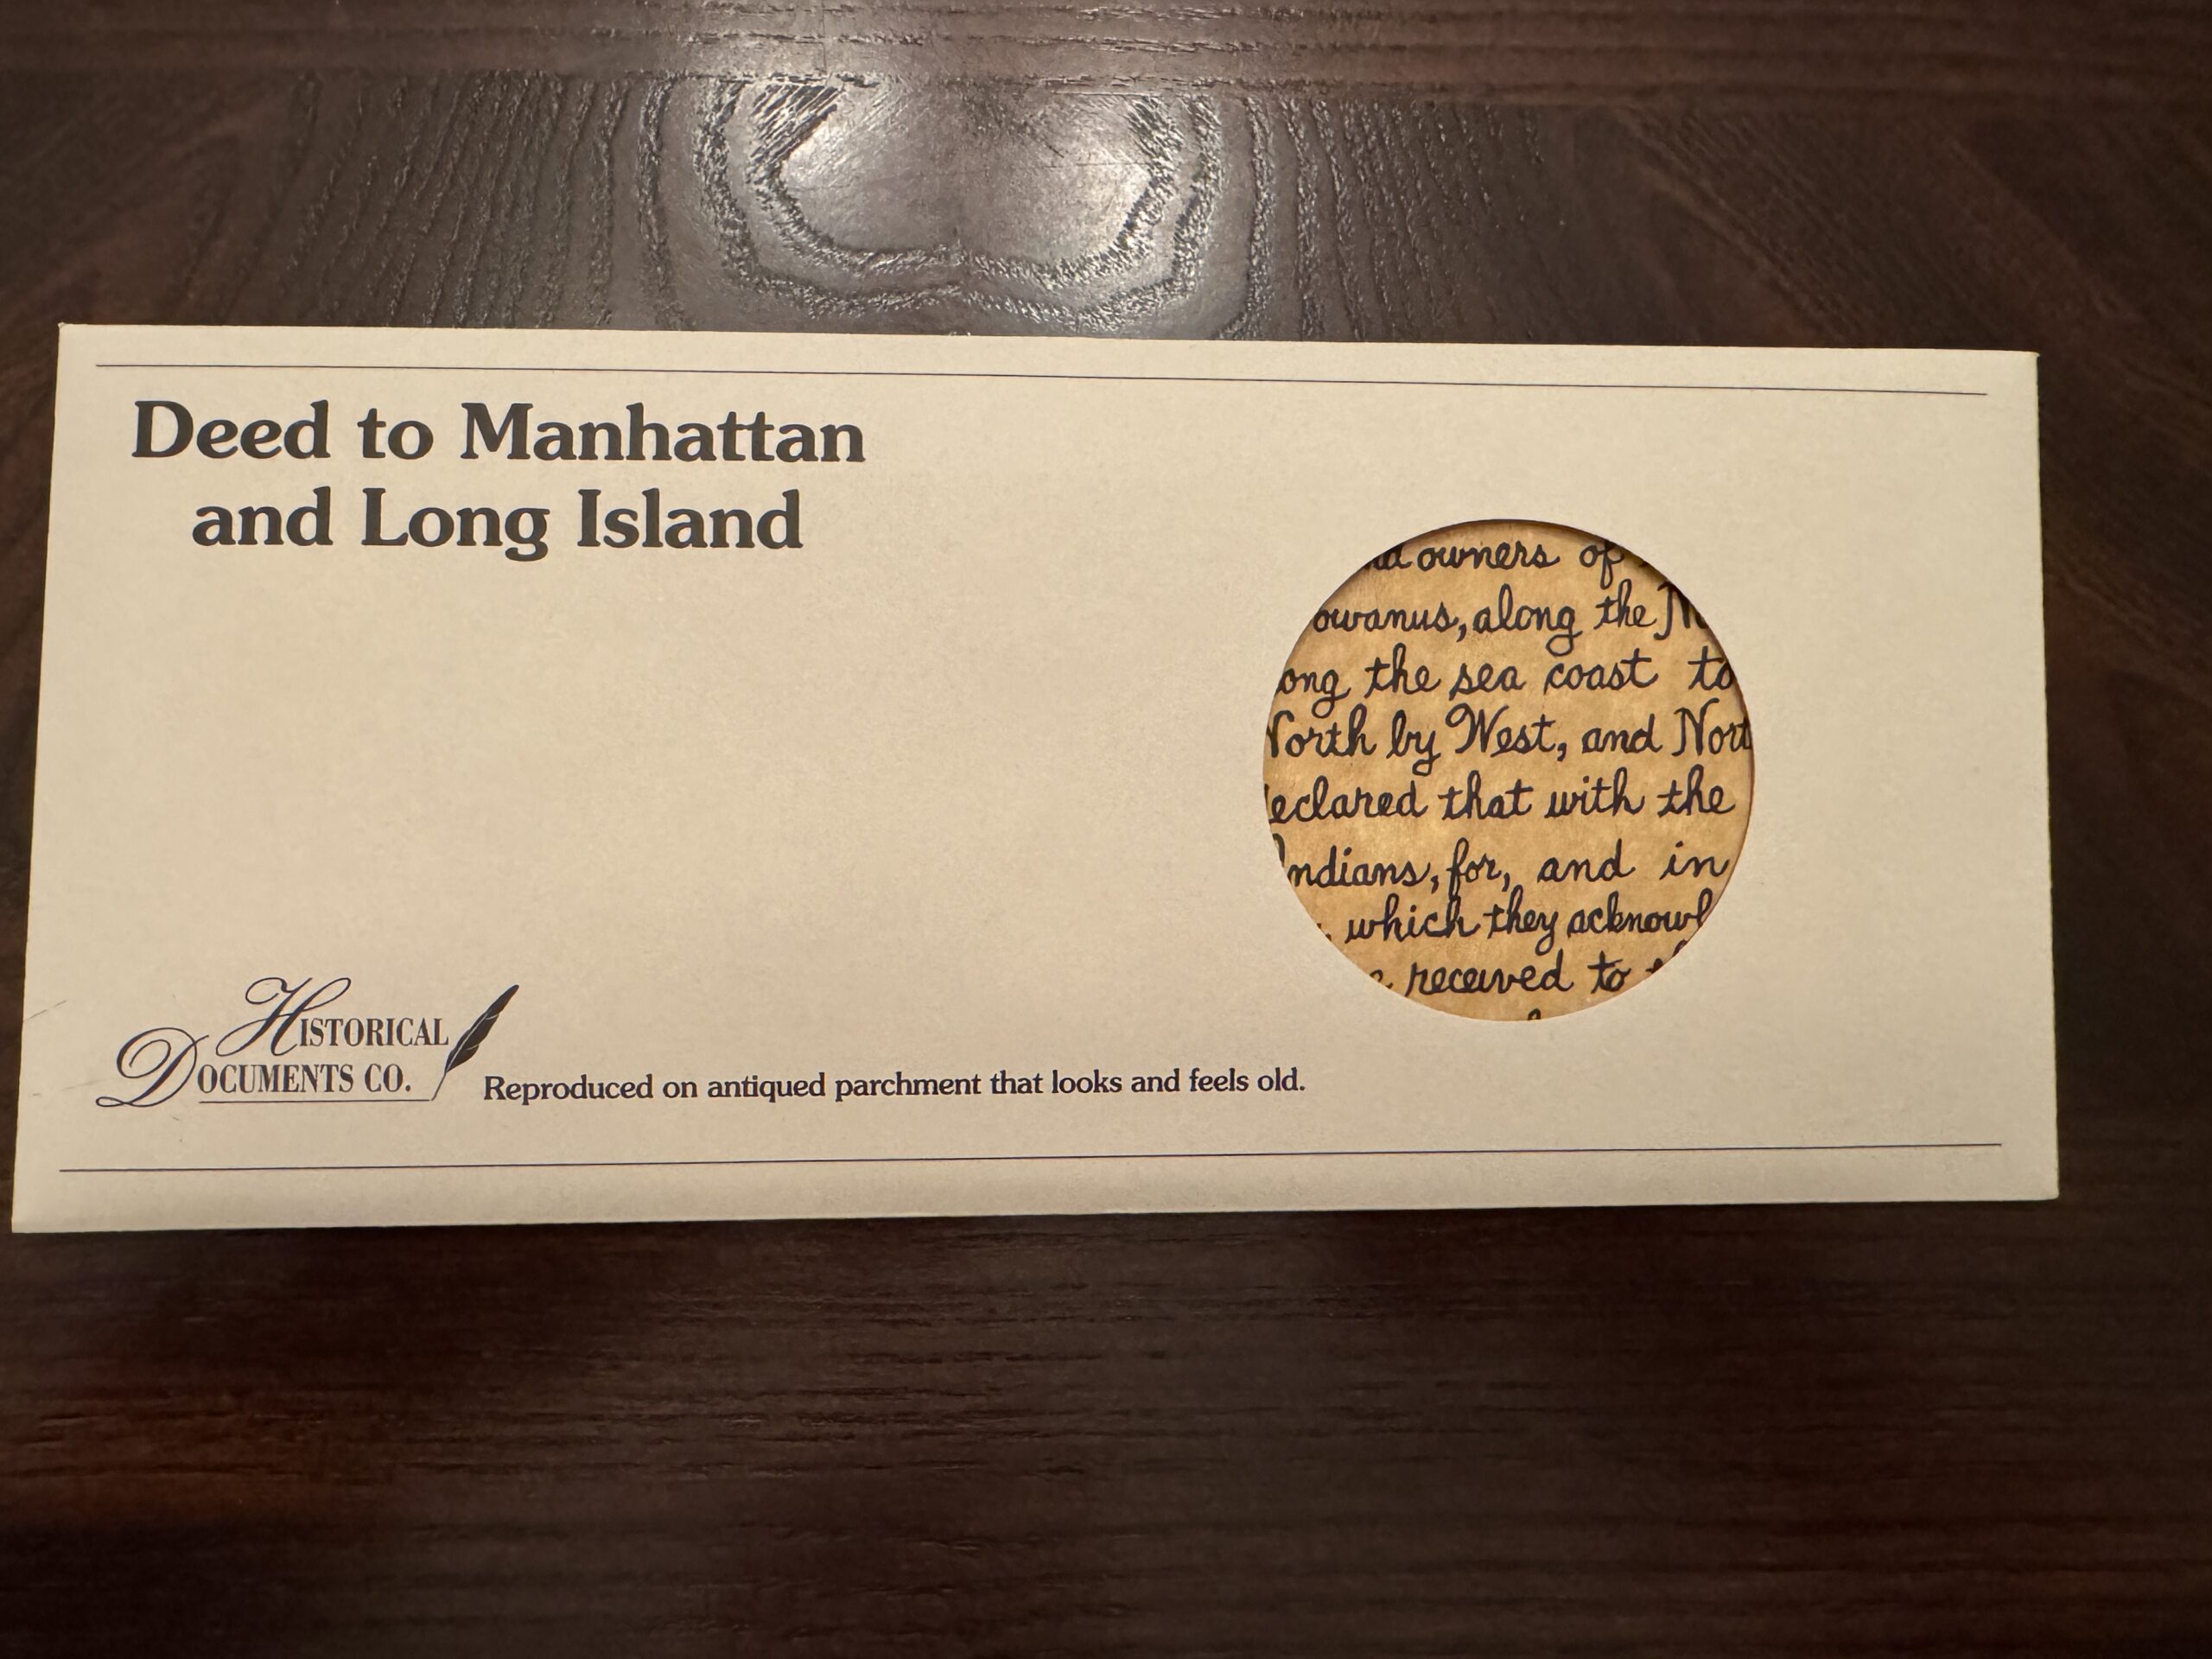 Deed to Manhattan
and Long Island
owners of
owanus, along the N
ong the sea coast to
North by West, and Nort
eclared that with the
Indians, for, and in
which they acknowl
received to
HISTORICAL
DOCUMENTS CO.
Reproduced on antiqued parchment that looks and feels old.